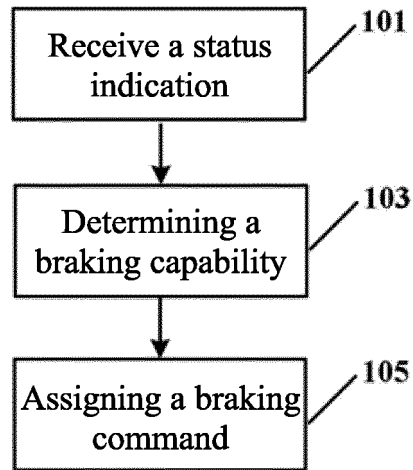 Receive a status
indication
101
Determining a
braking capability
103
Assigning a braking
command
105